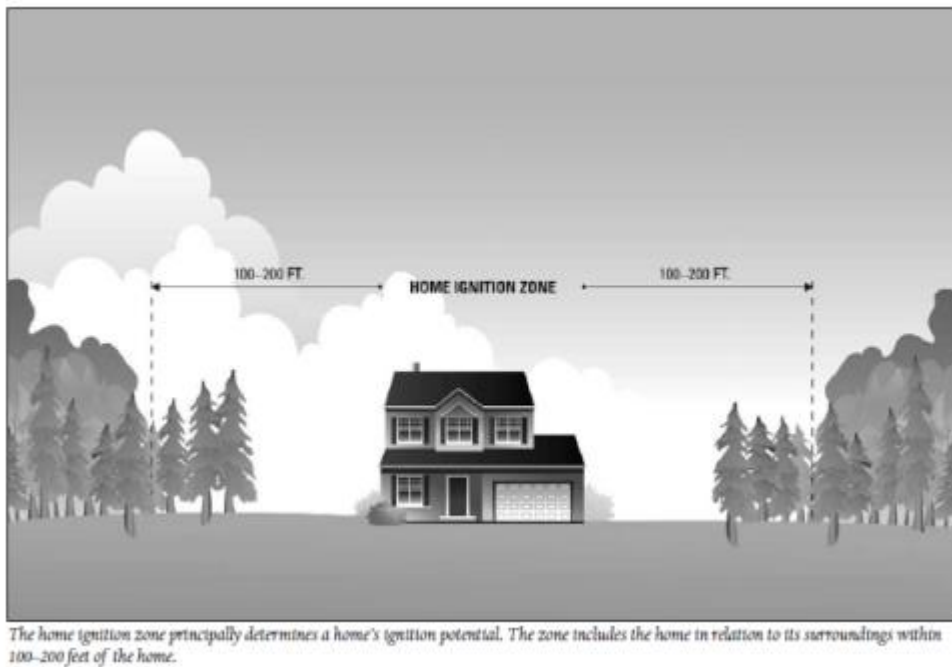 100–200 FT.
HOME IGNITION ZONE
100–200 FT.
The home ignition zone principally determines a home's ignition potential. The zone includes the home in relation to its surroundings within
100–200 feet of the home.